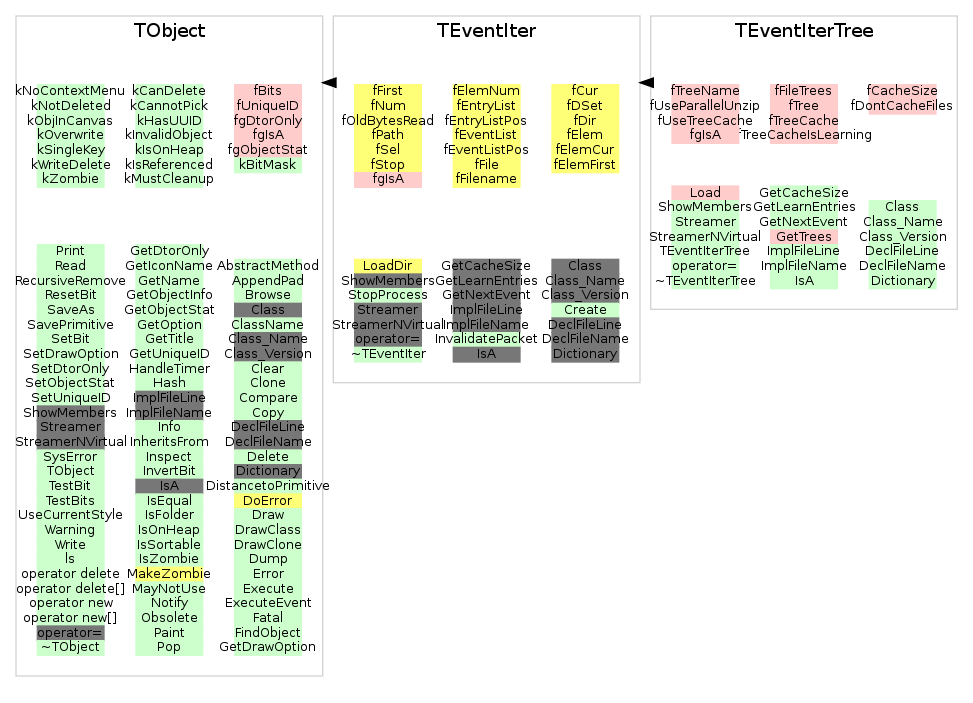 TObject
kNoContextMenu kCanDelete fBits
kNotDeleted kCannotPick fUniqueID
kObjInCanvas kHasUUID fgDtorOnly
kOverwrite kInvalidObject fgIsA
kSingleKey kIsOnHeap fgObjectStat
kWriteDelete kIsReferenced kBitMask
kZombie kMustCleanup
Print GetDtorOnly
Read GetIconName AbstractMethod
RecursiveRemove GetName AppendPad
ResetBit GetObjectInfo Browse
SaveAs GetObjectStat Class
SavePrimitive GetOption ClassName
SetBit GetTitle Class_Name
SetDrawOption GetUniqueID Class_Version
SetDtorOnly HandleTimer Clear
SetObjectStat Hash Clone
SetUniqueID ImplFileLine Compare
ShowMembers ImplFileName Copy
Streamer Info DeclFileLine
StreamerNVirtual InheritsFrom DeclFileName
SysError Inspect Delete
TObject InvertBit Dictionary
TestBit IsA DistancetoPrimitive
TestBits IsEqual DoError
UseCurrentStyle IsFolder Draw
Warning IsOnHeap DrawClass
Write IsSortable DrawClone
ls IsZombie Dump
operator delete MakeZombie Error
operator delete[] MayNotUse Execute
operator new Notify ExecuteEvent
operator new[] Obsolete Fatal
operator= Paint FindObject
~TObject Pop GetDrawOption
TEventIter
fFirst fElemNum fCur
fNum fEntryList fDSet
fOldBytesRead fEntryListPos fDir
fPath fEventList fElem
fSel fEventListPos fElemCur
fStop fFile fElemFirst
fgIsA fFilename
LoadDir GetCacheSize Class
ShowMembers GetLearnEntries Class_Name
StopProcess GetNextEvent Class_Version
Streamer ImplFileLine Create
StreamerNVirtual ImplFileName DeclFileLine
operator= InvalidatePacket DeclFileName
~TEventIter IsA Dictionary
TEventIterTree
fTreeName fFileTrees fCacheSize
fUseParallelUnzip fTree fDontCacheFiles
fUseTreeCache fTreeCache
fgIsA fTreeCacheIsLearning
Load GetCacheSize
ShowMembers GetLearnEntries Class
Streamer GetNextEvent Class_Name
StreamerNVirtual GetTrees Class_Version
TEventIterTree ImplFileLine DeclFileLine
operator= ImplFileName DeclFileName
~TEventIterTree IsA Dictionary